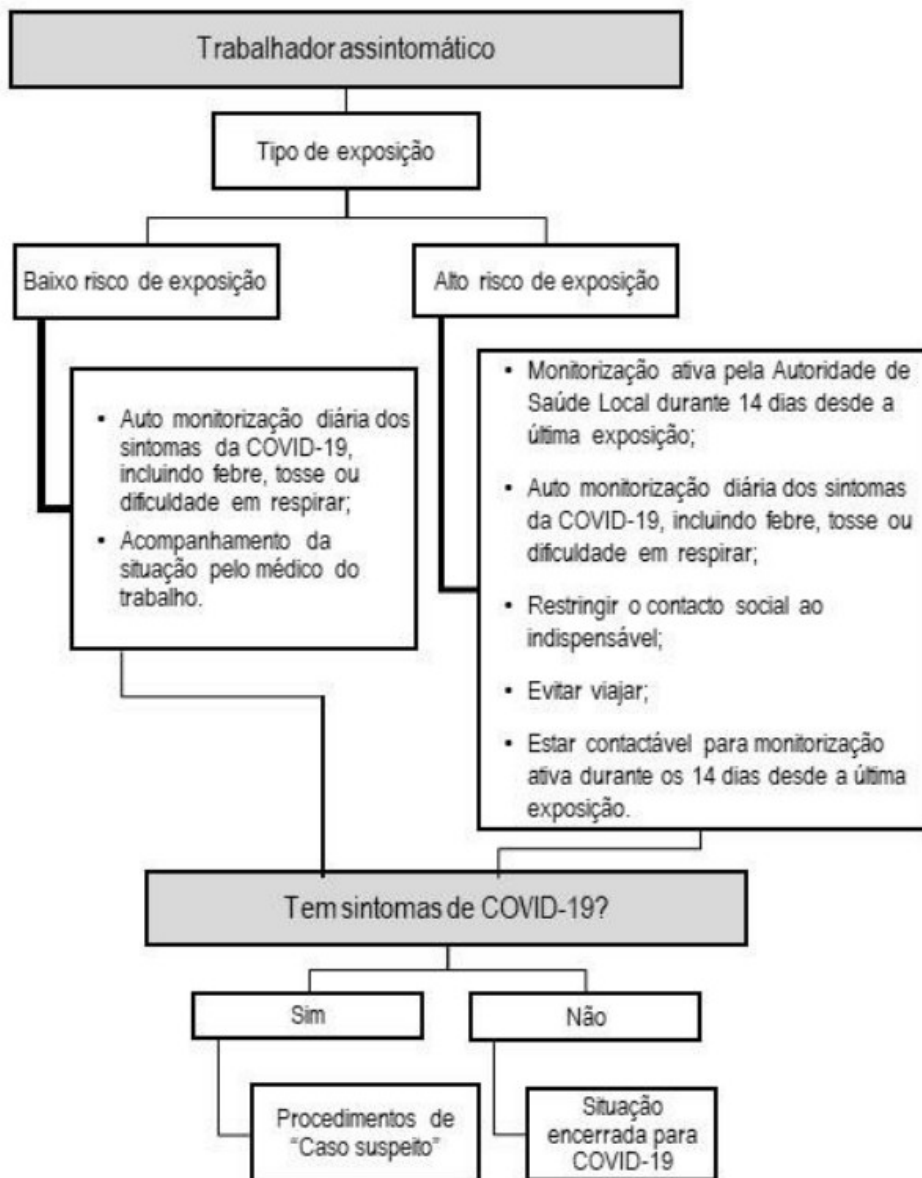 Trabalhador assintomático
Tipo de exposição
Baixo risco de exposição
Alto risco de exposição
• Auto monitorização diária dos
sintomas da COVID-19,
incluindo febre, tosse ou
dificuldade em respirar;
• Acompanhamento da
situação pelo médico do
trabalho.
• Monitorização ativa pela Autoridade de
Saúde Local durante 14 dias desde a
última exposição;
• Auto monitorização diária dos sintomas
da COVID-19, incluindo febre, tosse ou
dificuldade em respirar;
• Restringir o contacto social ao
indispensável;
• Evitar viajar;
• Estar contactável para monitorização
ativa durante os 14 dias desde a última
exposição.
Tem sintomas de COVID-19?
Sim
Não
Procedimentos de
“Caso suspeito”
Situação
encerrada para
COVID-19